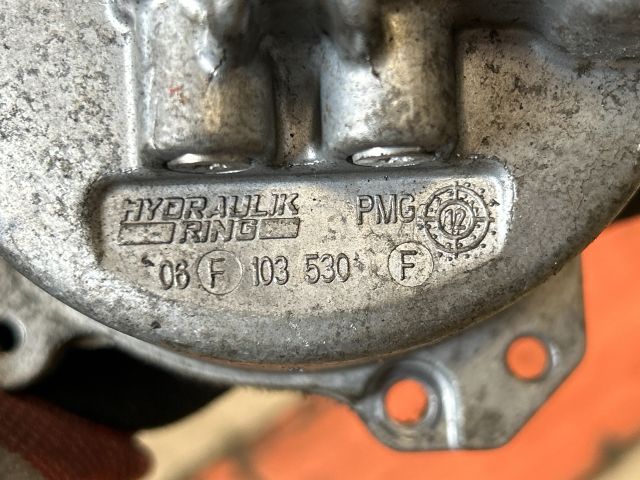 HYDRAULIK
RING
PMG 12
06 F 103 530 F